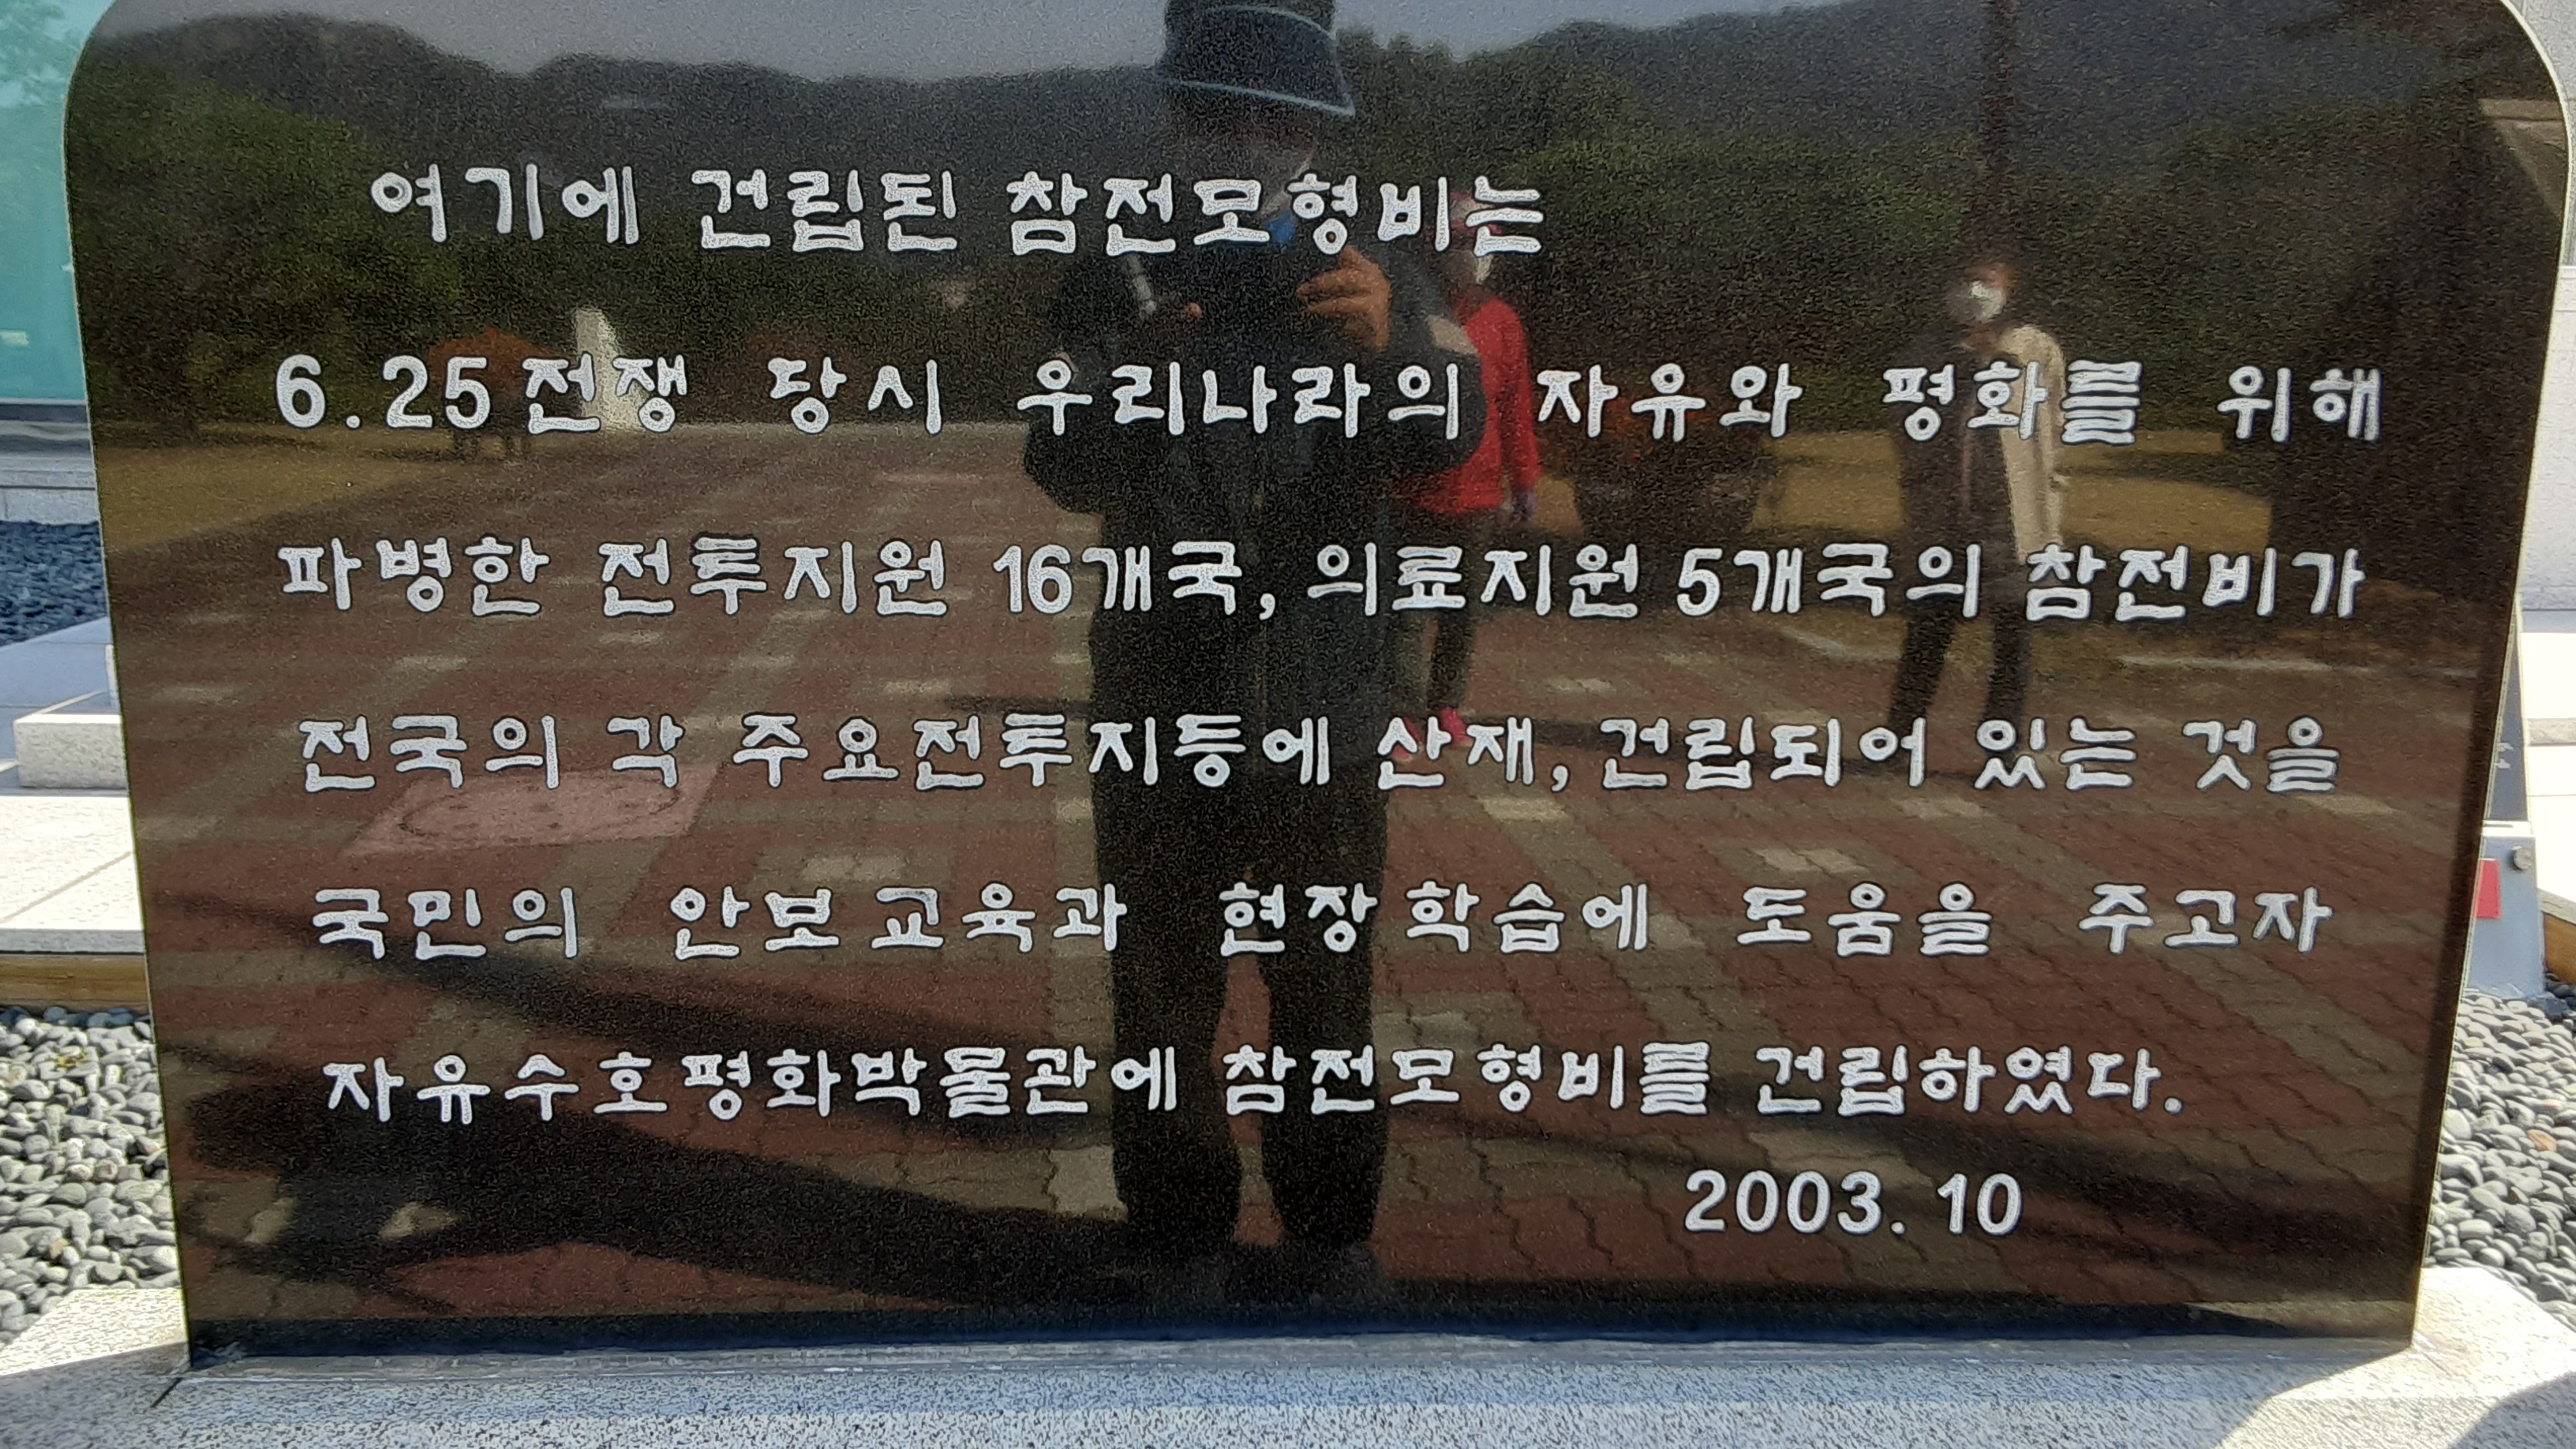 여기에 건립된 참전모형비는
6.25전쟁 당시 우리나라의 자유와 평화를 위해
파병한 전투지원 16개국, 의료지원 5개국의 참전비가
전국의 각 주요전투지등에 산재, 건립되어 있는 것을
국민의 안보교육과 현장학습에 도움을 주고자
자유수호평화박물관에 참전모형비를 건립하였다.
2003. 10